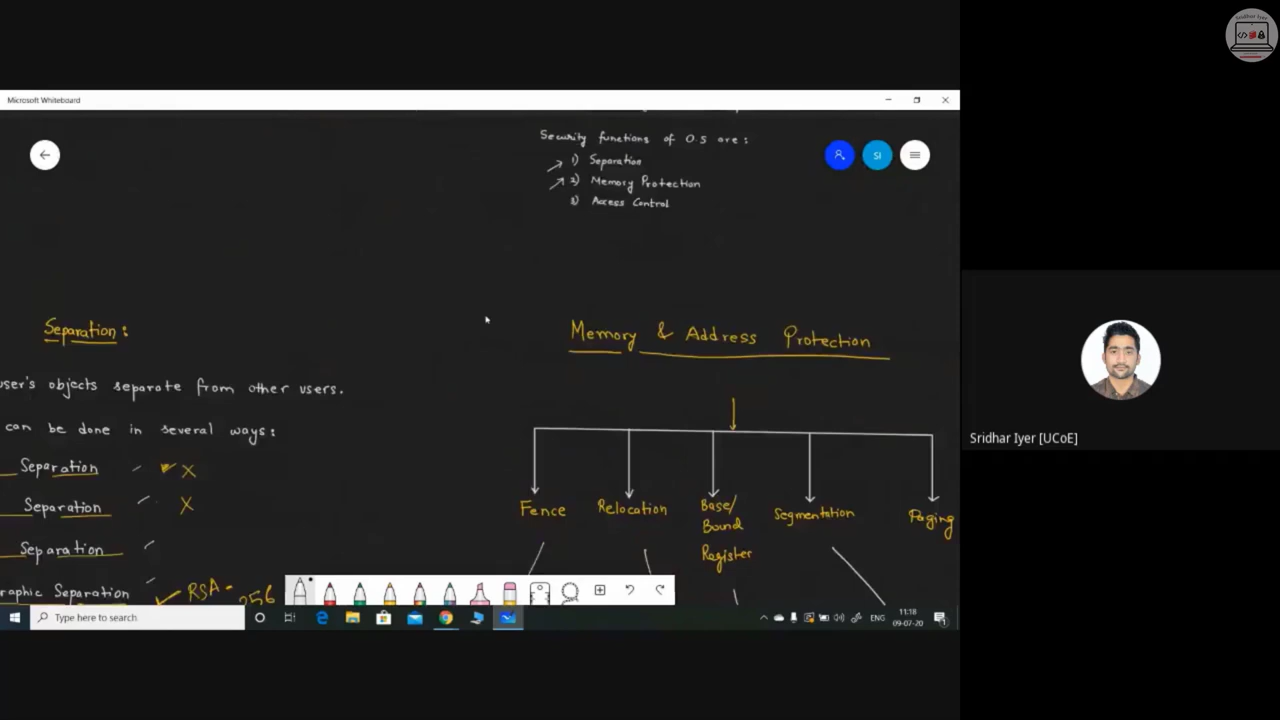 Sridhar Iyer
Microsoft Whiteboard
Security functions of O.S are:
1) Separation
2) Memory Protection
3) Access Control
SI
Separation:
user's objects separate from other users.
can be done in several ways:
Separation X
Separation X
Separation
raphic Separation RSA- 256
Memory & Address Protection
Fence Relocation Base/ Segmentation Paging
Bound
Register
Type here to search
ENG
11:18
09-07-20
Sridhar Iyer [UCoE]